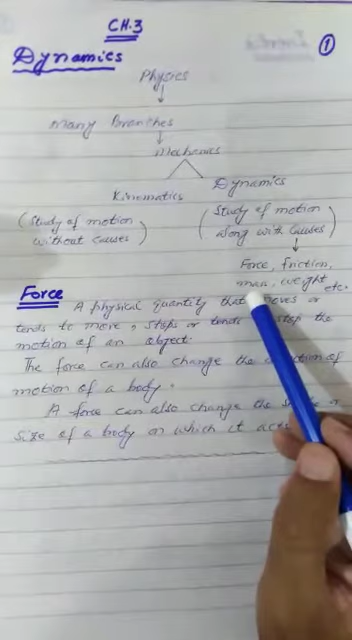 CH.3
Dynamics
①
Physics
Many Branches
Mechanics
Kinematics
Dynamics
(Study of motion
without causes)
(Study of motion
along with causes)
Force, friction,
mass, weight etc.
Force
A physical quantity that moves or
tends to move, stops or tends stop the
motion of an object.
The force can also change the of
motion of a body.
A force can also change the
size of a body on which it acts